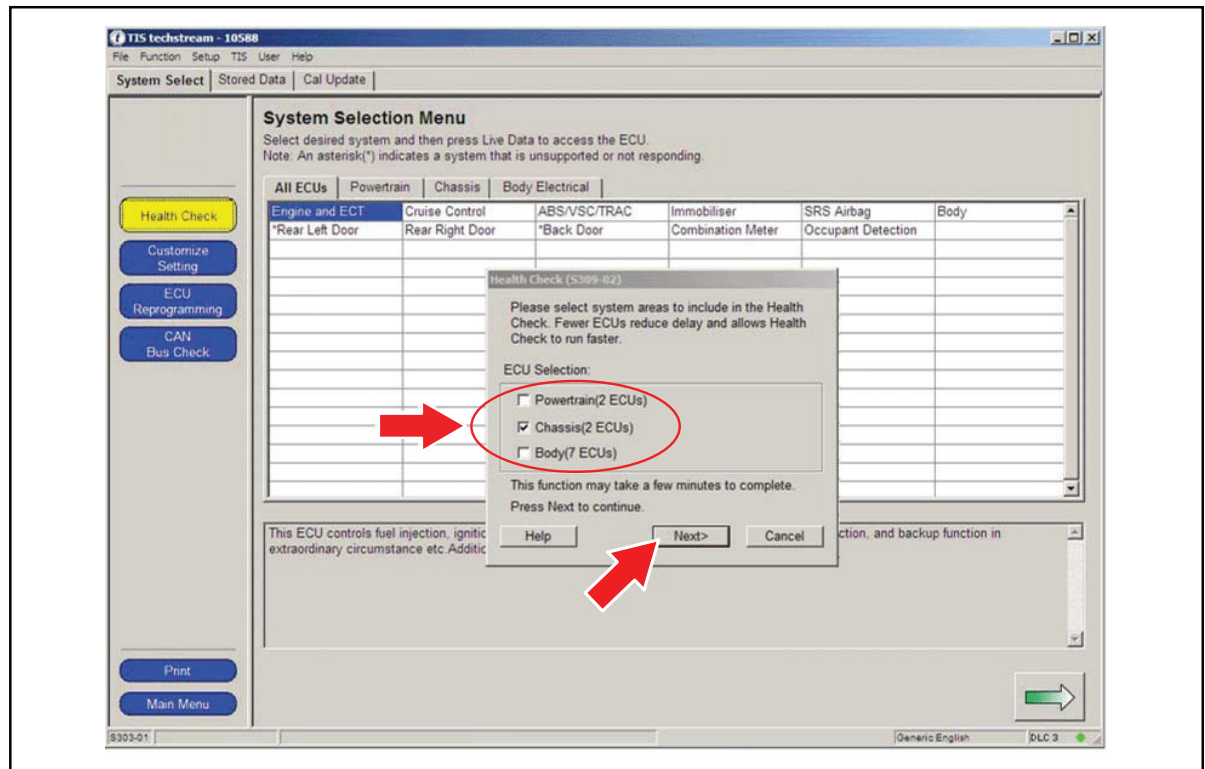 TIS techstream - 10588
File Function Setup TIS User Help
System Select Stored Data Cal Update
System Selection Menu
Select desired system and then press Live Data to access the ECU.
Note: An asterisk(*) indicates a system that is unsupported or not responding.
All ECUs Powertrain Chassis Body Electrical
Engine and ECT Cruise Control ABS/VSC/TRAC Immobiliser SRS Airbag Body
*Rear Left Door Rear Right Door *Back Door Combination Meter Occupant Detection
Health Check
Customize
Setting
ECU
Reprogramming
CAN
Bus Check
Health Check (S309-02)
Please select system areas to include in the Health
Check. Fewer ECUs reduce delay and allows Health
Check to run faster.
ECU Selection:
Powertrain(2 ECUs)
Chassis(2 ECUs)
Body(7 ECUs)
This function may take a few minutes to complete.
Press Next to continue.
Help Next> Cancel
This ECU controls fuel injection, ignitic ction, and backup function in
extraordinary circumstance etc.Additic
Print
Main Menu
S303-01 Generic English DLC 3